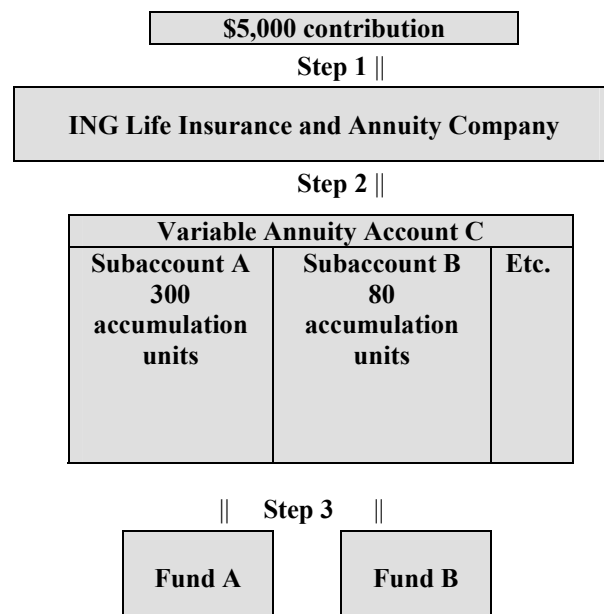 $5,000 contribution
Step 1 ||
ING Life Insurance and Annuity Company
Step 2 ||
Variable Annuity Account C
Subaccount A
300
accumulation
units
Subaccount B
80
accumulation
units
Etc.
|| Step 3 ||
Fund A
Fund B